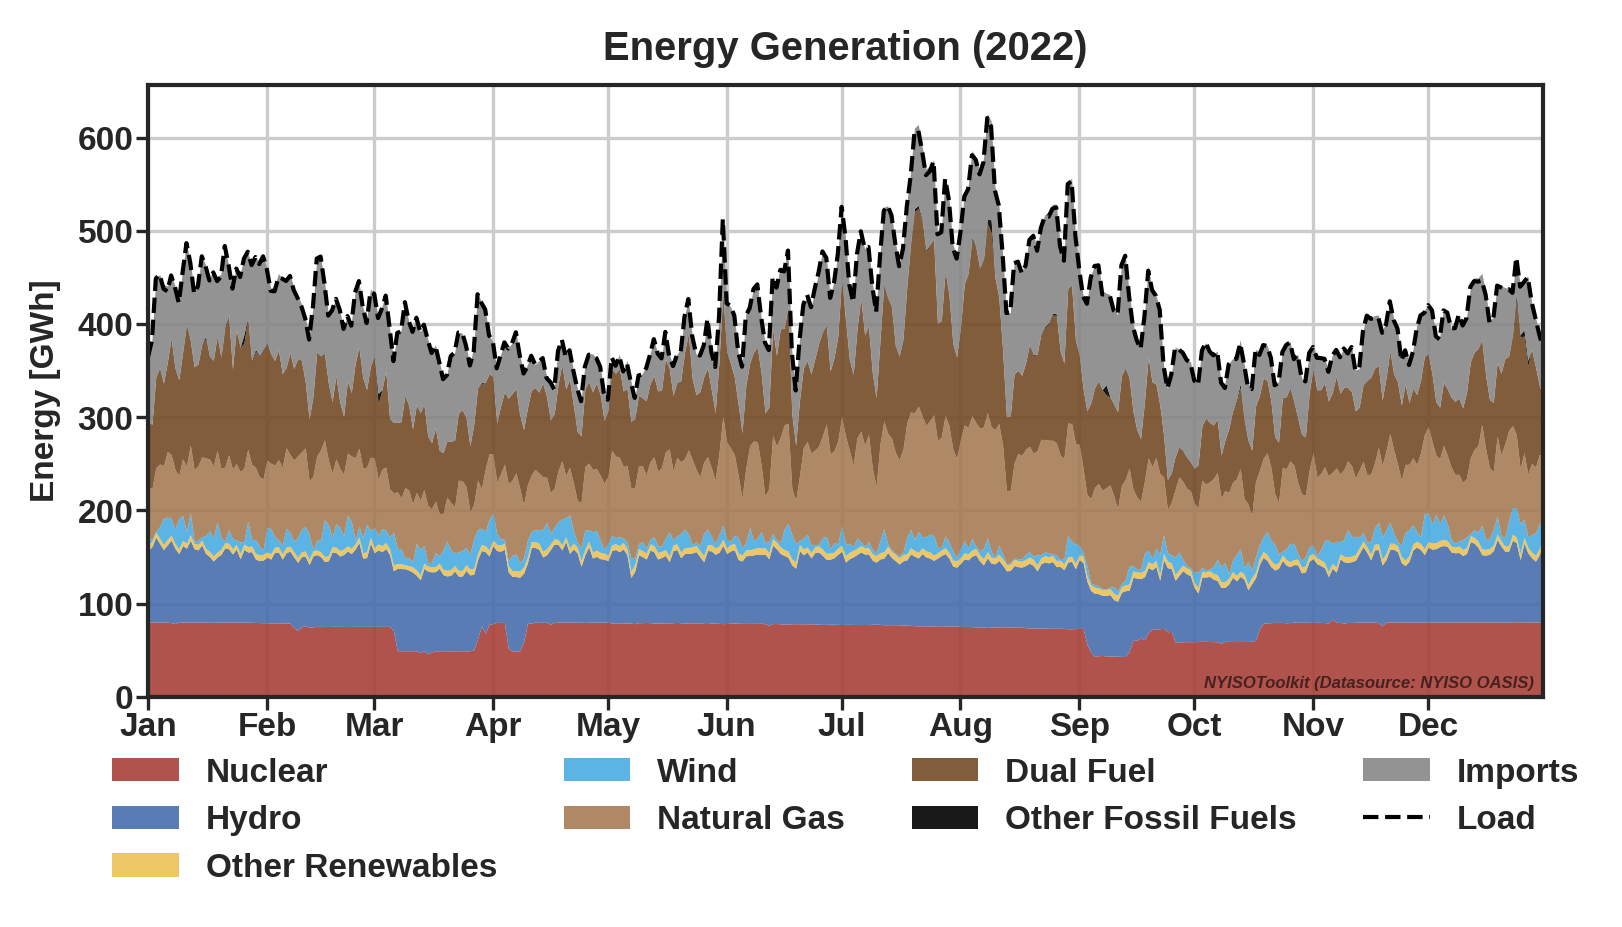 Energy Generation (2022)
Energy [GWh]
600
500
400
300
200
100
0
NYISOToolkit (Datasource: NYISO OASIS)
Jan Feb Mar Apr May Jun Jul Aug Sep Oct Nov Dec
Nuclear Wind Dual Fuel Imports
Hydro Natural Gas Other Fossil Fuels Load
Other Renewables